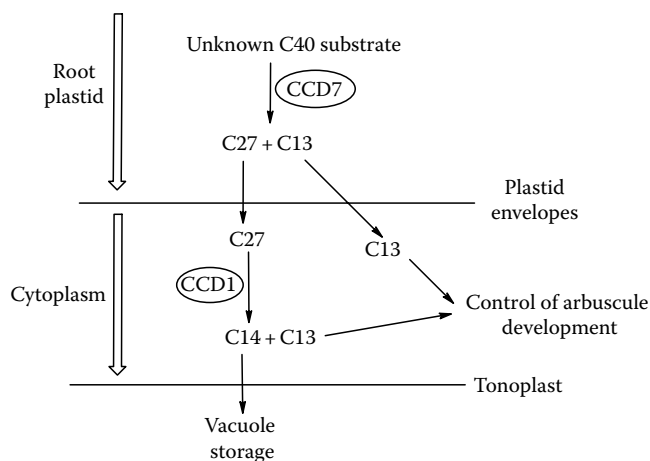 Unknown C40 substrate
Root
plastid
CCD7
C27 + C13
Plastid
envelopes
C27
C13
CCD1
Cytoplasm
Control of arbuscule
development
C14 + C13
Tonoplast
Vacuole
storage